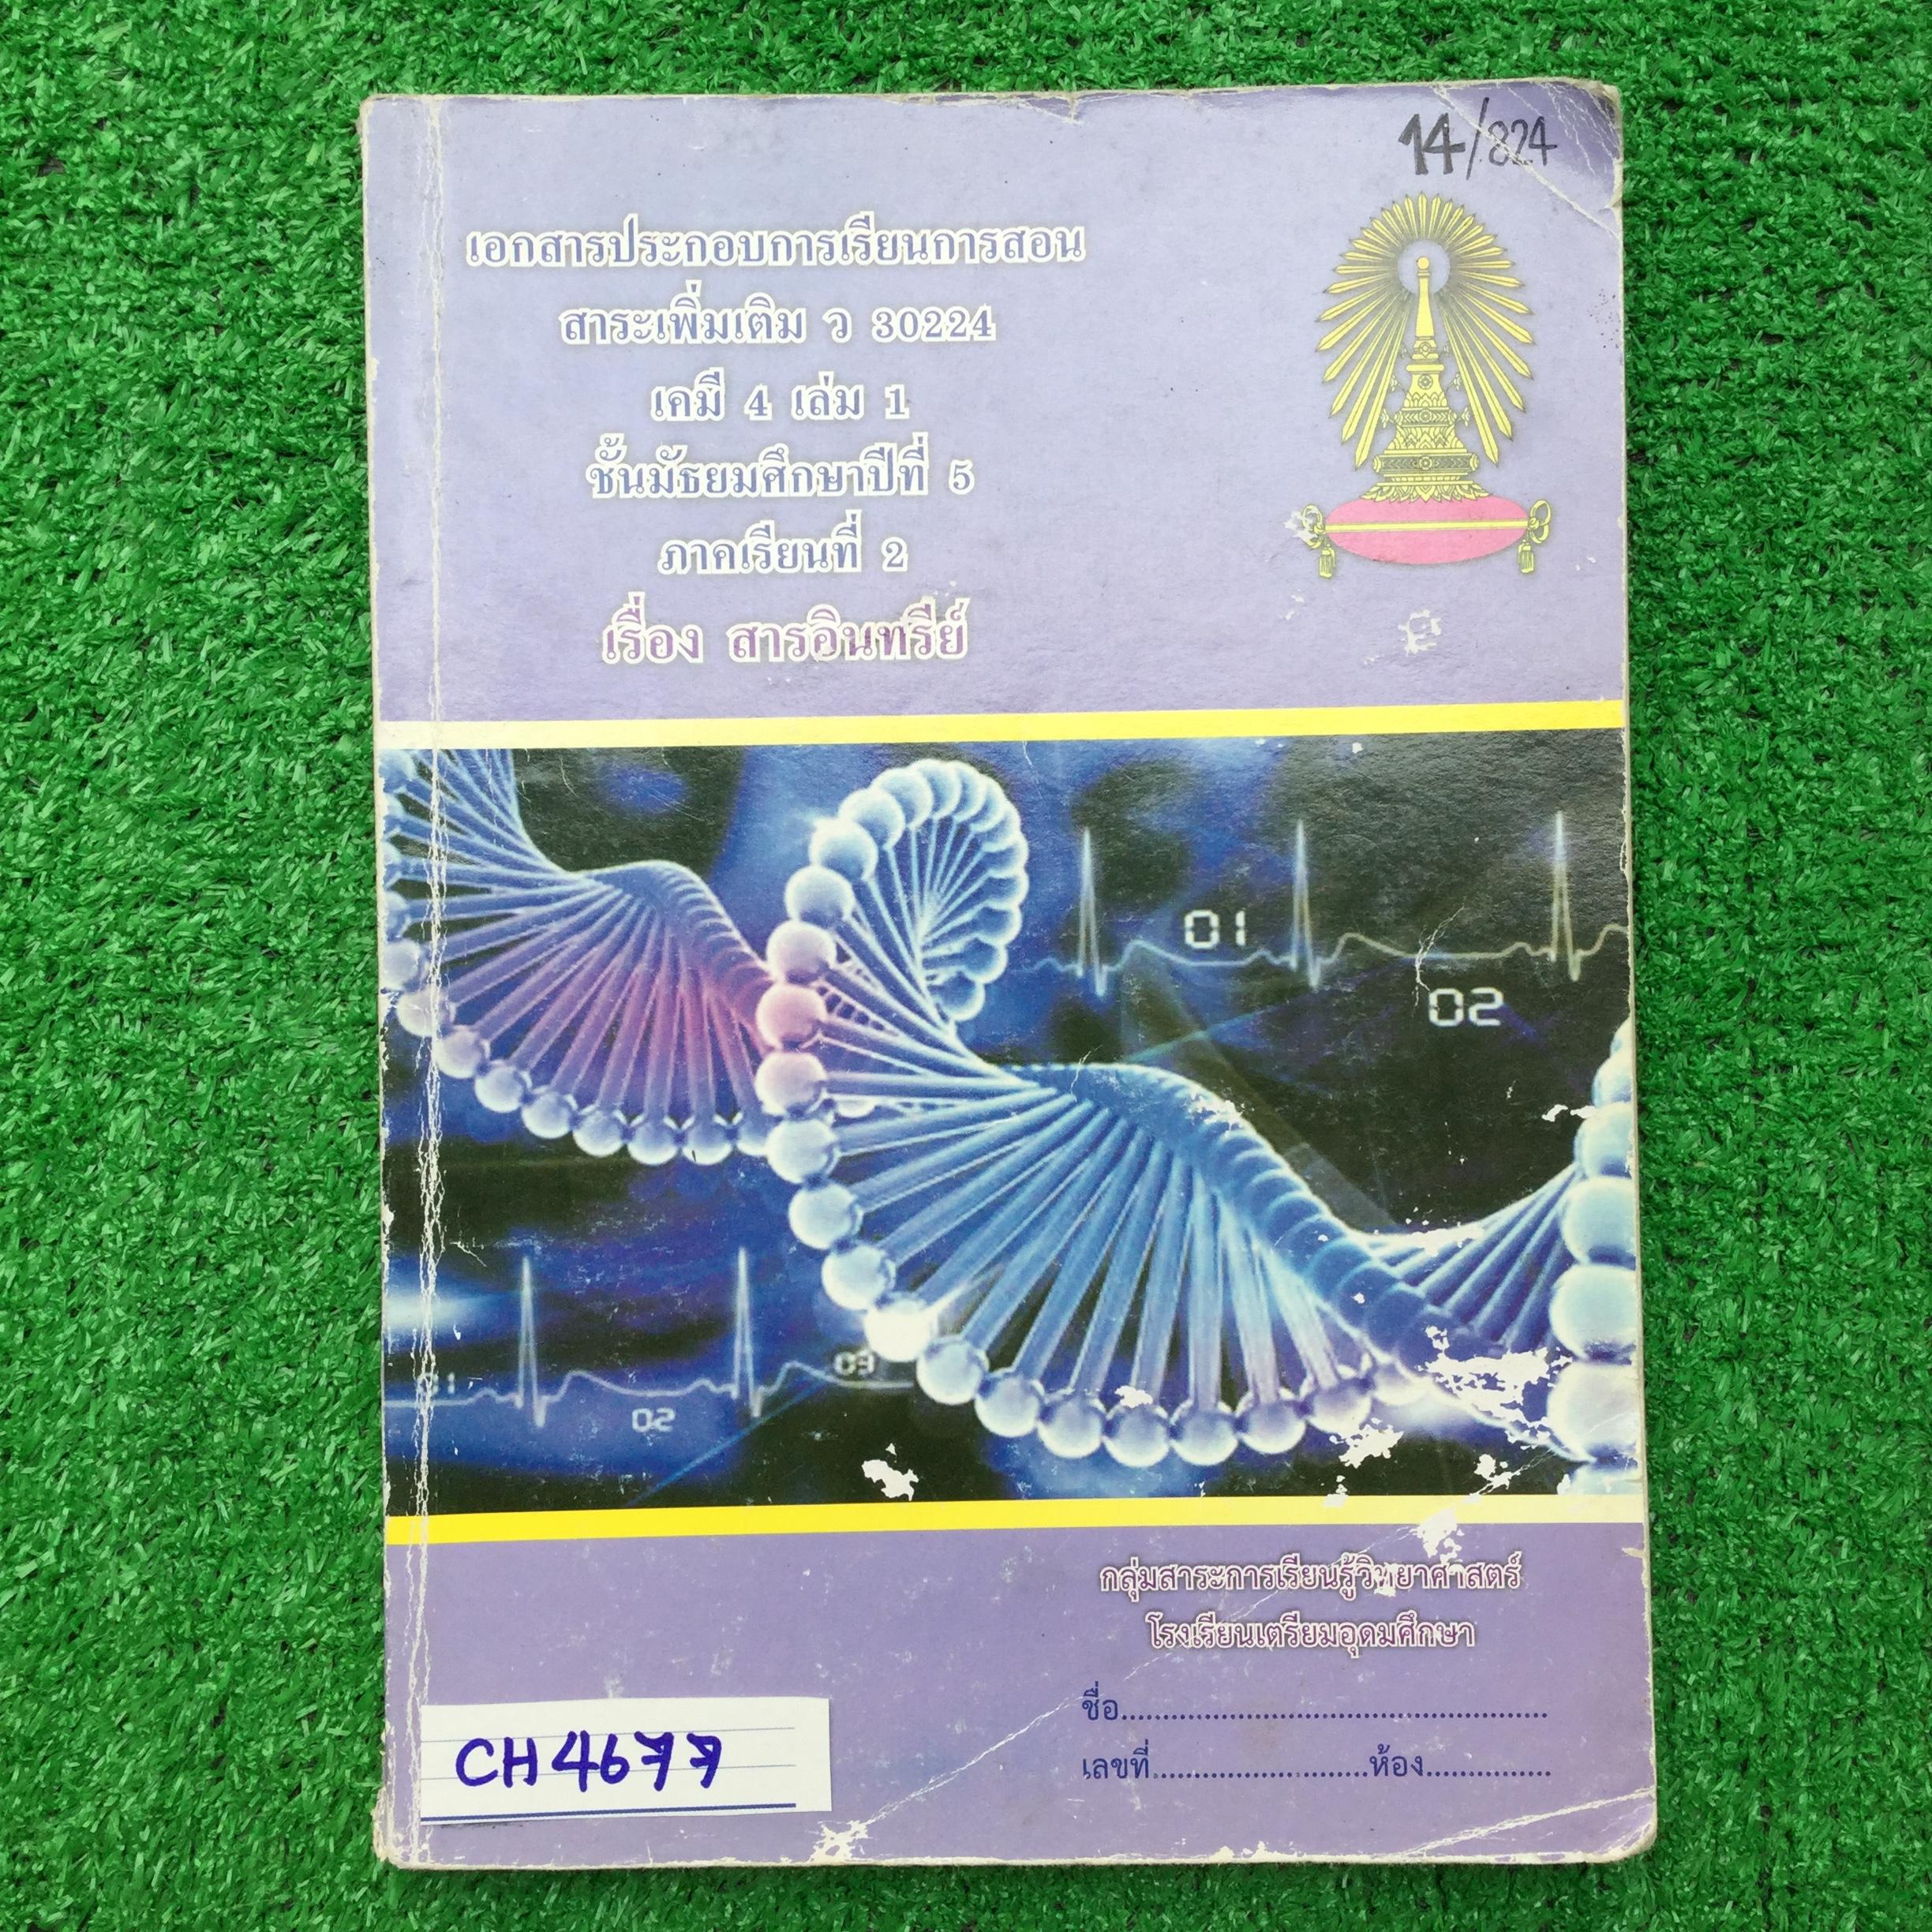 14/824
เอกสารประกอบการเรียนการสอน
สาระเพิ่มเติม ว 30224
เคมี 4 เล่ม 1
ชั้นมัธยมศึกษาปีที่ 5
ภาคเรียนที่ 2
เรื่อง สารอินทรีย์
01
02
01
02
03
กลุ่มสาระการเรียนรู้วิทยาศาสตร์
โรงเรียนเตรียมอุดมศึกษา
ชื่อ....................................................
เลขที่..........................ห้อง...............
CH4677